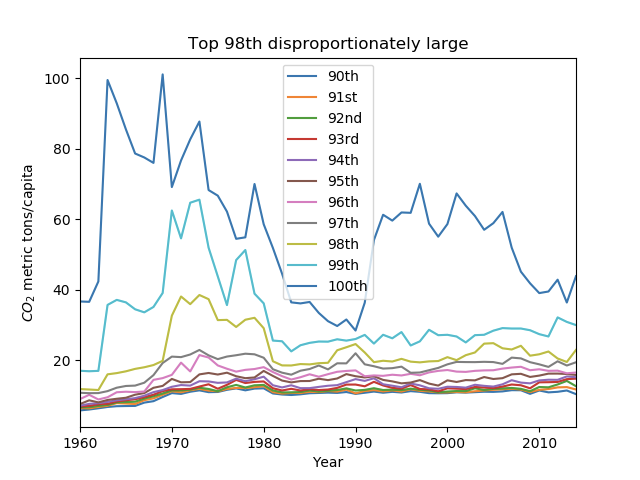 Top 98th disproportionately large
CO2 metric tons/capita
100
80
60
40
20
90th
91st
92nd
93rd
94th
95th
96th
97th
98th
99th
100th
1960 1970 1980 1990 2000 2010
Year